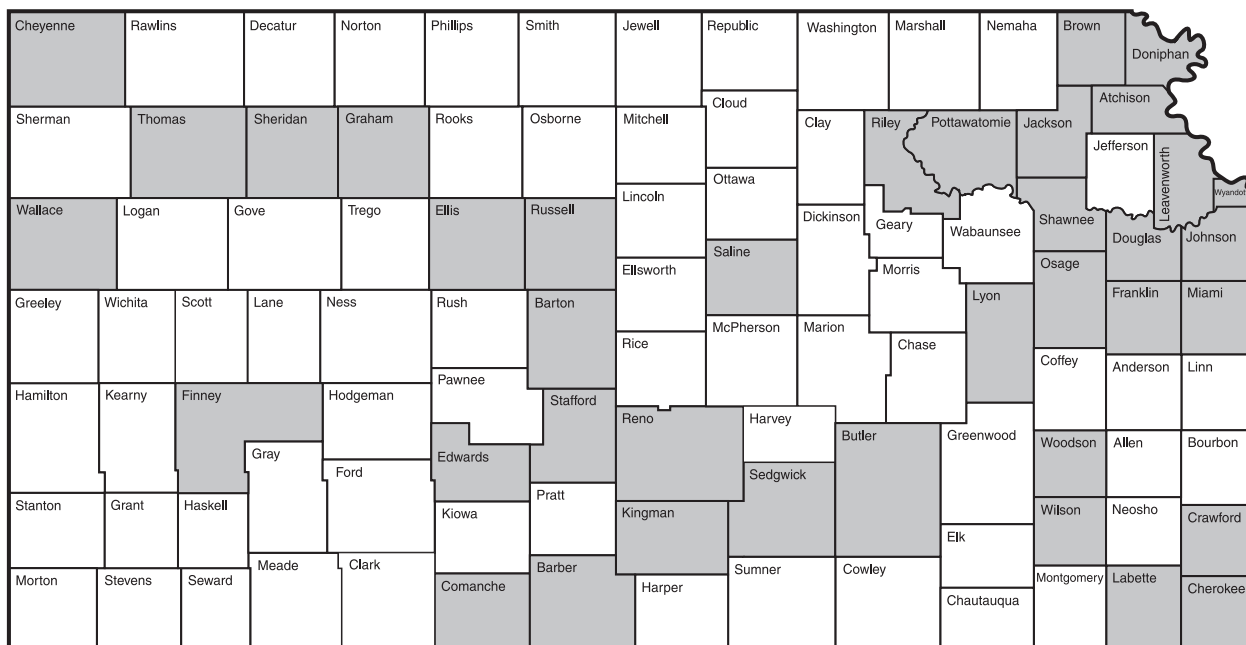 Cheyenne
Rawlins
Decatur
Norton
Phillips
Smith
Jewell
Republic
Washington
Marshall
Nemaha
Brown
Doniphan
Sherman
Thomas
Sheridan
Graham
Rooks
Osborne
Mitchell
Cloud
Clay
Riley
Pottawatomie
Jackson
Atchison
Jefferson
Leavenworth
Wyandot
Wallace
Logan
Gove
Trego
Ellis
Russell
Lincoln
Ottawa
Dickinson
Geary
Wabaunsee
Shawnee
Douglas
Johnson
Saline
Ellsworth
Morris
Osage
Greeley
Wichita
Scott
Lane
Ness
Rush
Barton
Rice
McPherson
Marion
Chase
Lyon
Franklin
Miami
Coffey
Anderson
Linn
Hamilton
Kearny
Finney
Hodgeman
Pawnee
Stafford
Reno
Harvey
Butler
Greenwood
Woodson
Allen
Bourbon
Gray
Ford
Edwards
Sedgwick
Stanton
Grant
Haskell
Kiowa
Pratt
Kingman
Elk
Wilson
Neosho
Crawford
Morton
Stevens
Seward
Meade
Clark
Comanche
Barber
Harper
Sumner
Cowley
Chautauqua
Montgomery
Labette
Cherokee